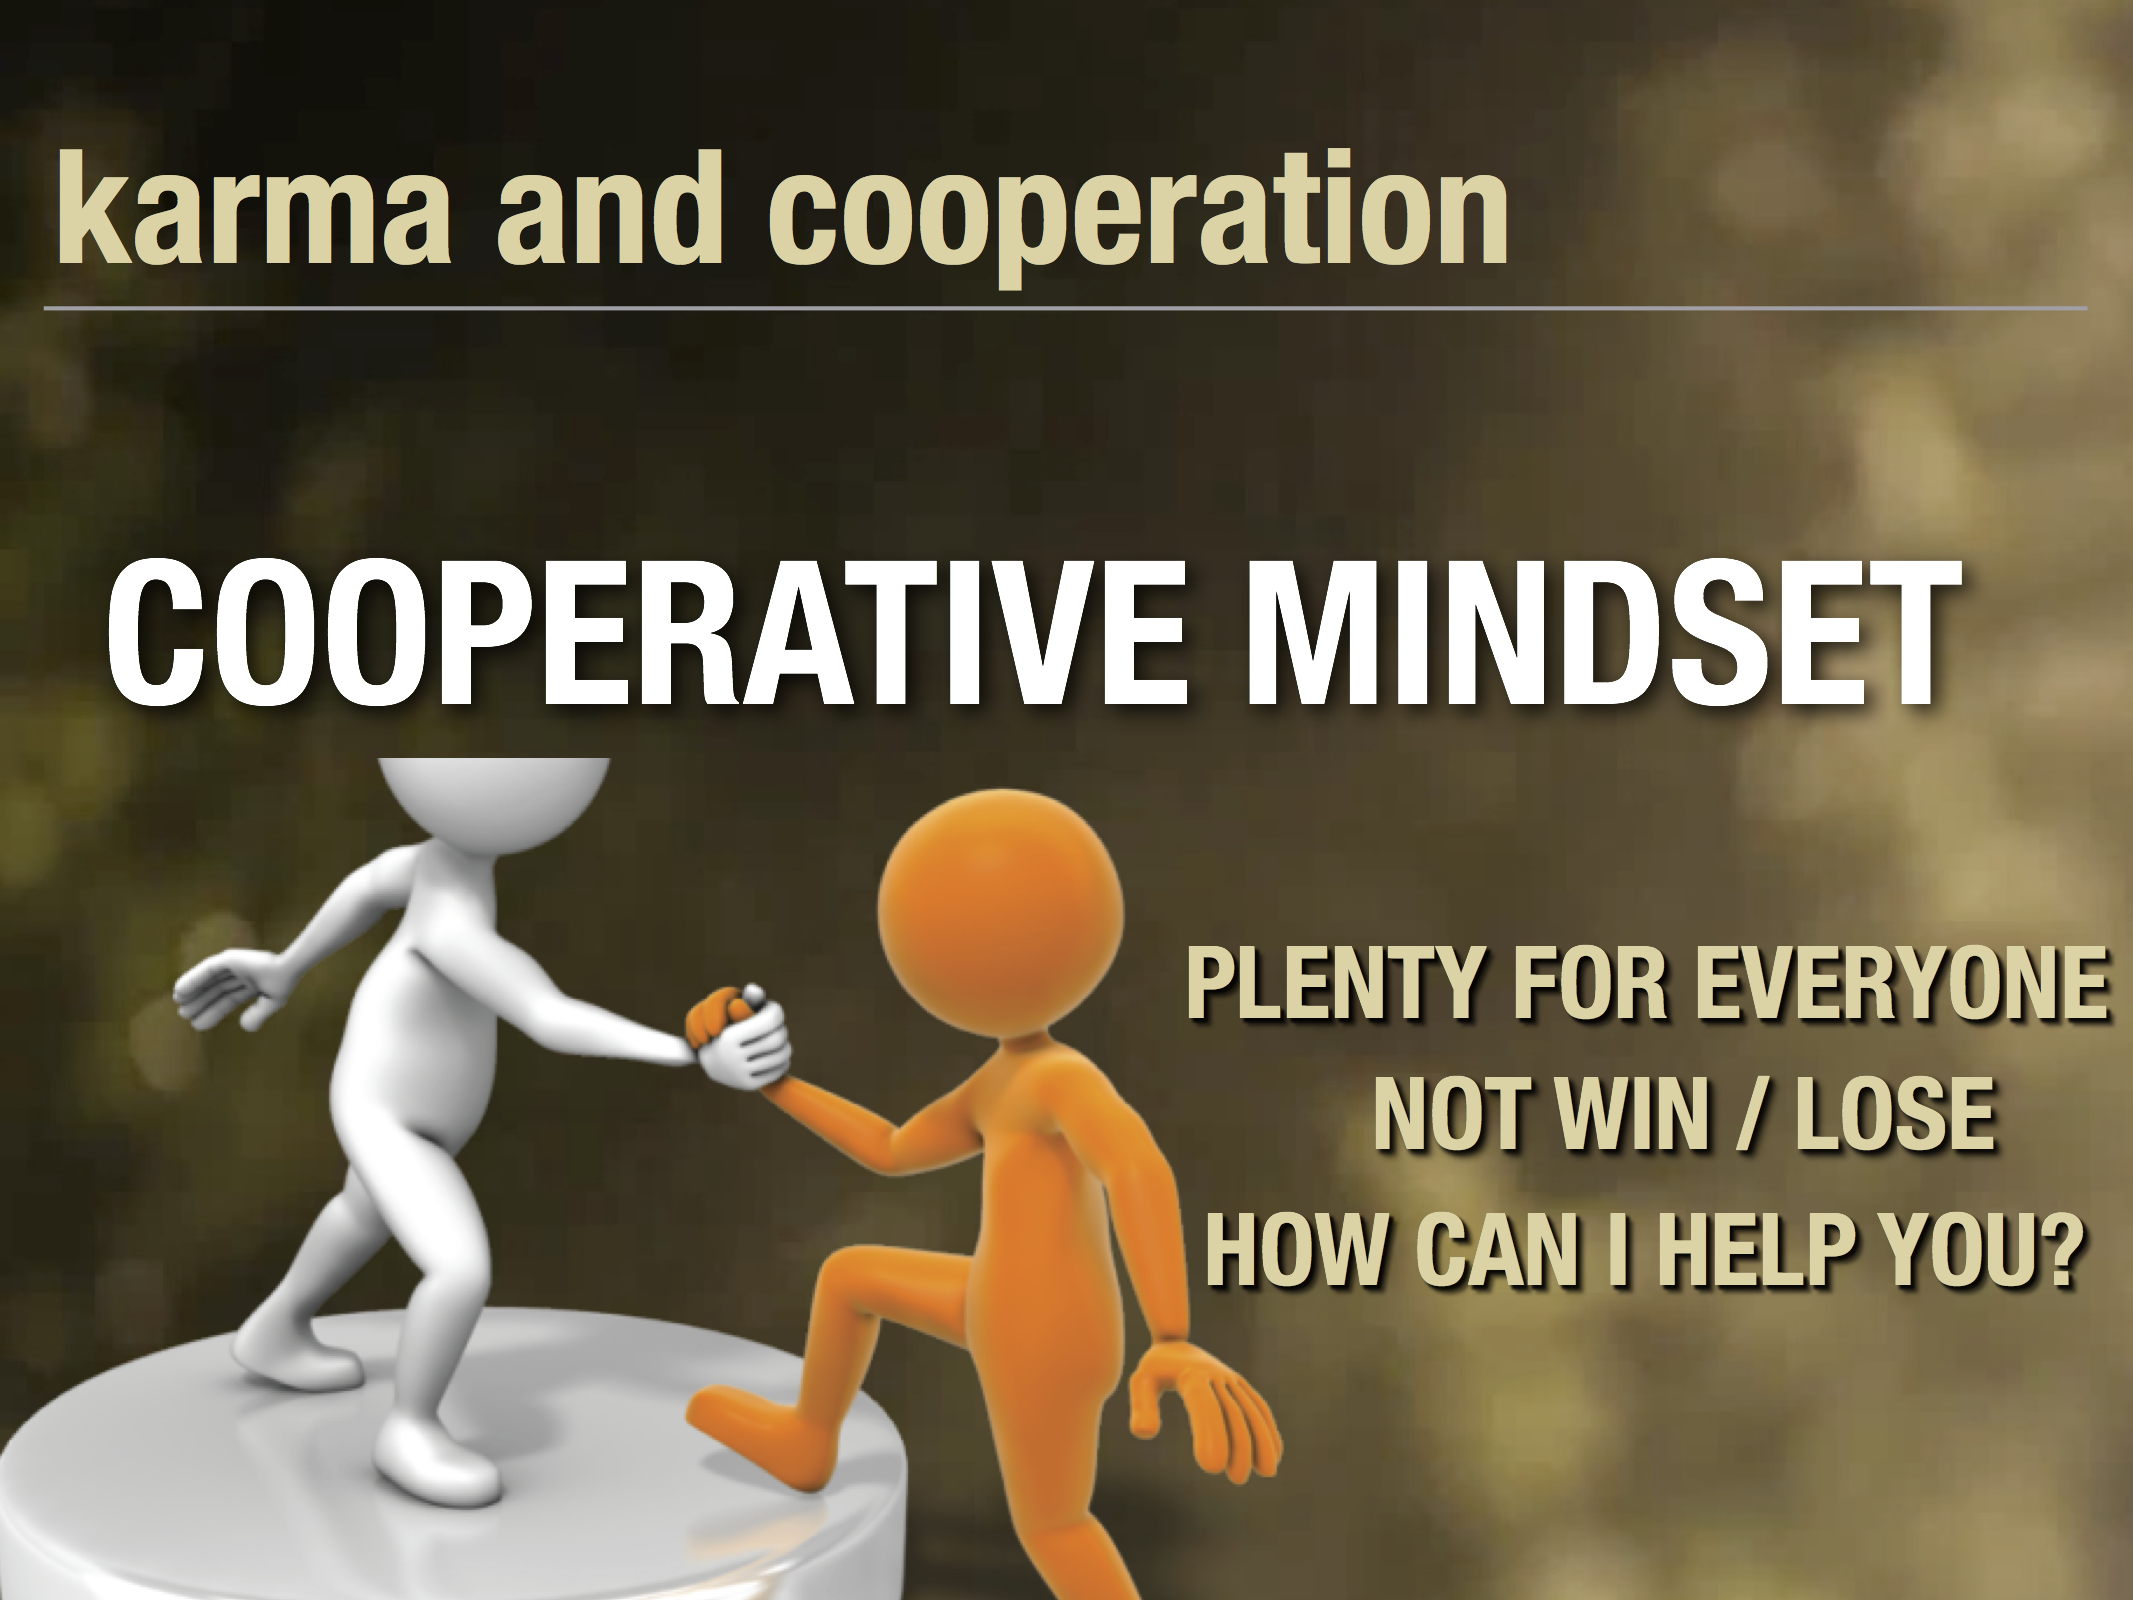 karma and cooperation
COOPERATIVE MINDSET
PLENTY FOR EVERYONE
NOT WIN / LOSE
HOW CAN I HELP YOU?